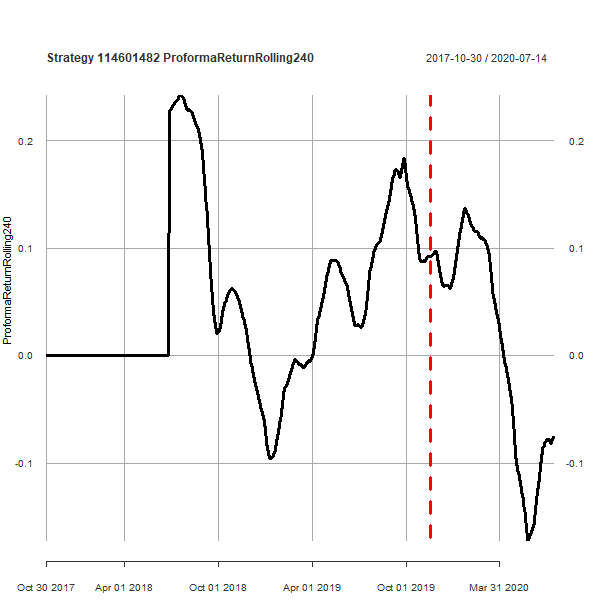 Strategy 114601482 ProformaReturnRolling240
2017-10-30 / 2020-07-14
ProformaReturnRolling240
0.2
0.1
0.0
-0.1
0.2
0.1
0.0
-0.1
Oct 30 2017
Apr 01 2018
Oct 01 2018
Apr 01 2019
Oct 01 2019
Mar 31 2020